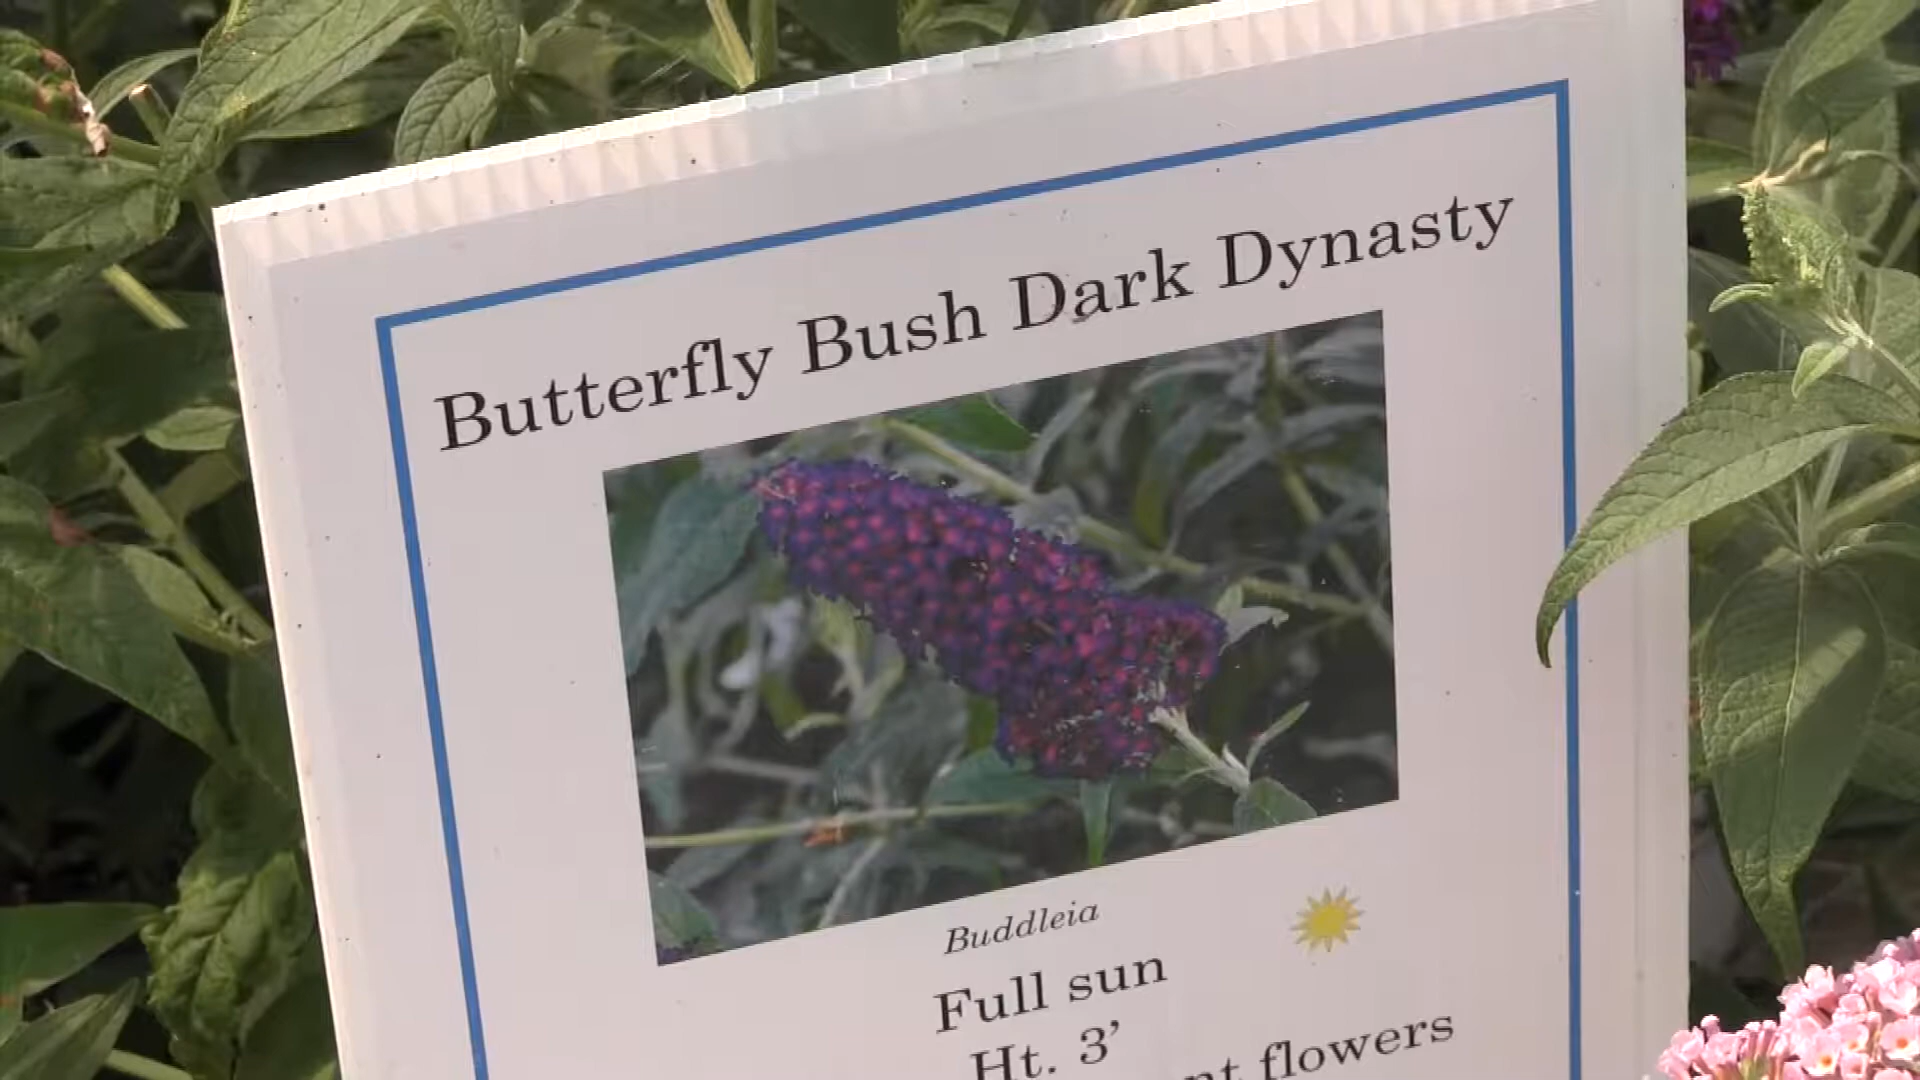 Butterfly Bush Dark Dynasty
Buddleia
Full sun
Ht. 3’
flowers